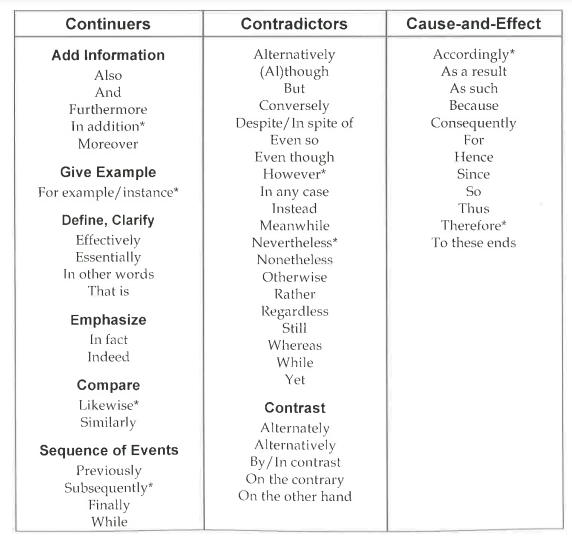 Continuers
Add Information
Also
And
Furthermore
In addition*
Moreover
Give Example
For example/instance*
Define, Clarify
Effectively
Essentially
In other words
That is
Emphasize
In fact
Indeed
Compare
Likewise*
Similarly
Sequence of Events
Previously
Subsequently*
Finally
While
Contradictors
Alternatively
(Al)though
But
Conversely
Despite/In spite of
Even so
Even though
However*
In any case
Instead
Meanwhile
Nevertheless*
Nonetheless
Otherwise
Rather
Regardless
Still
Whereas
While
Yet
Contrast
Alternately
Alternatively
By/In contrast
On the contrary
On the other hand
Cause-and-Effect
Accordingly*
As a result
As such
Because
Consequently
For
Hence
Since
So
Thus
Therefore*
To these ends